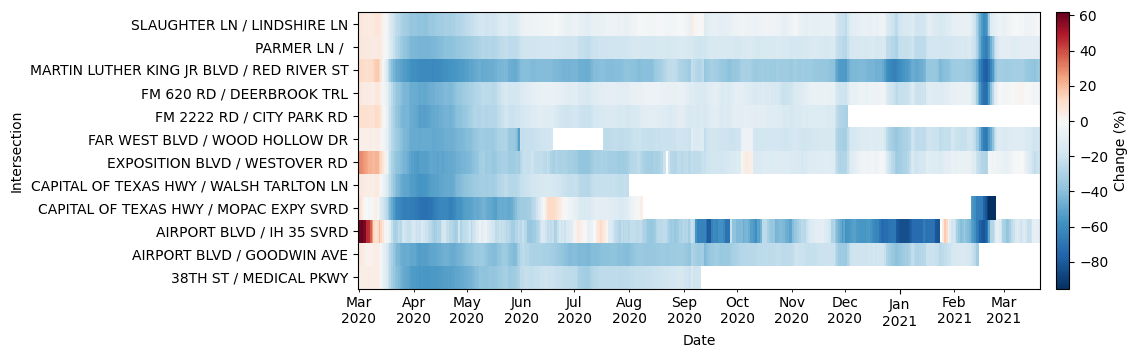 SLAUGHTER LN / LINDSHIRE LN
PARMER LN /
MARTIN LUTHER KING JR BLVD / RED RIVER ST
FM 620 RD / DEERBROOK TRL
FM 2222 RD / CITY PARK RD
FAR WEST BLVD / WOOD HOLLOW DR
EXPOSITION BLVD / WESTOVER RD
CAPITAL OF TEXAS HWY / WALSH TARLTON LN
CAPITAL OF TEXAS HWY / MOPAC EXPY SVRD
AIRPORT BLVD / IH 35 SVRD
AIRPORT BLVD / GOODWIN AVE
38TH ST / MEDICAL PKWY
Intersection
Mar Apr May Jun Jul Aug Sep Oct Nov Dec Jan Feb Mar
2020 2020 2020 2020 2020 2020 2020 2020 2020 2020 2021 2021 2021
Date
60
40
20
0
−20
−40
−60
−80
Change (%)